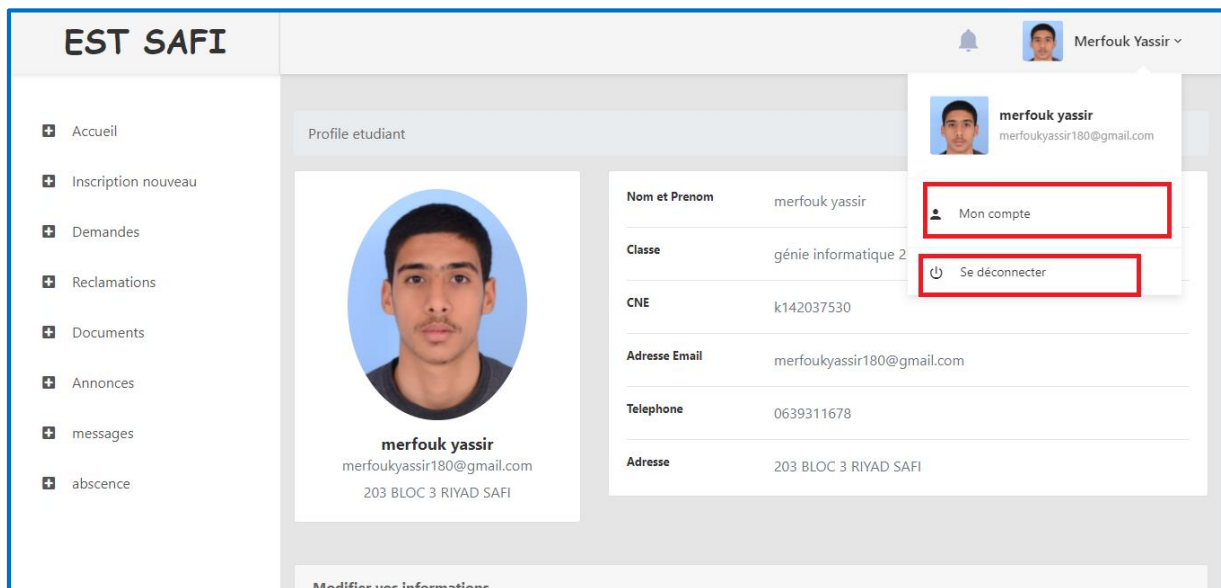 EST SAFI
Merfouk Yassir
merfouk yassir
merfoukyassir180@gmail.com
Mon compte
Se déconnecter
Accueil
Inscription nouveau
Demandes
Reclamations
Documents
Annonces
messages
abscence
Profile etudiant
merfouk yassir
merfoukyassir180@gmail.com
203 BLOC 3 RIYAD SAFI
Nom et Prenom merfouk yassir
Classe génie informatique 2
CNE k142037530
Adresse Email merfoukyassir180@gmail.com
Telephone 0639311678
Adresse 203 BLOC 3 RIYAD SAFI
Modifier vos informations